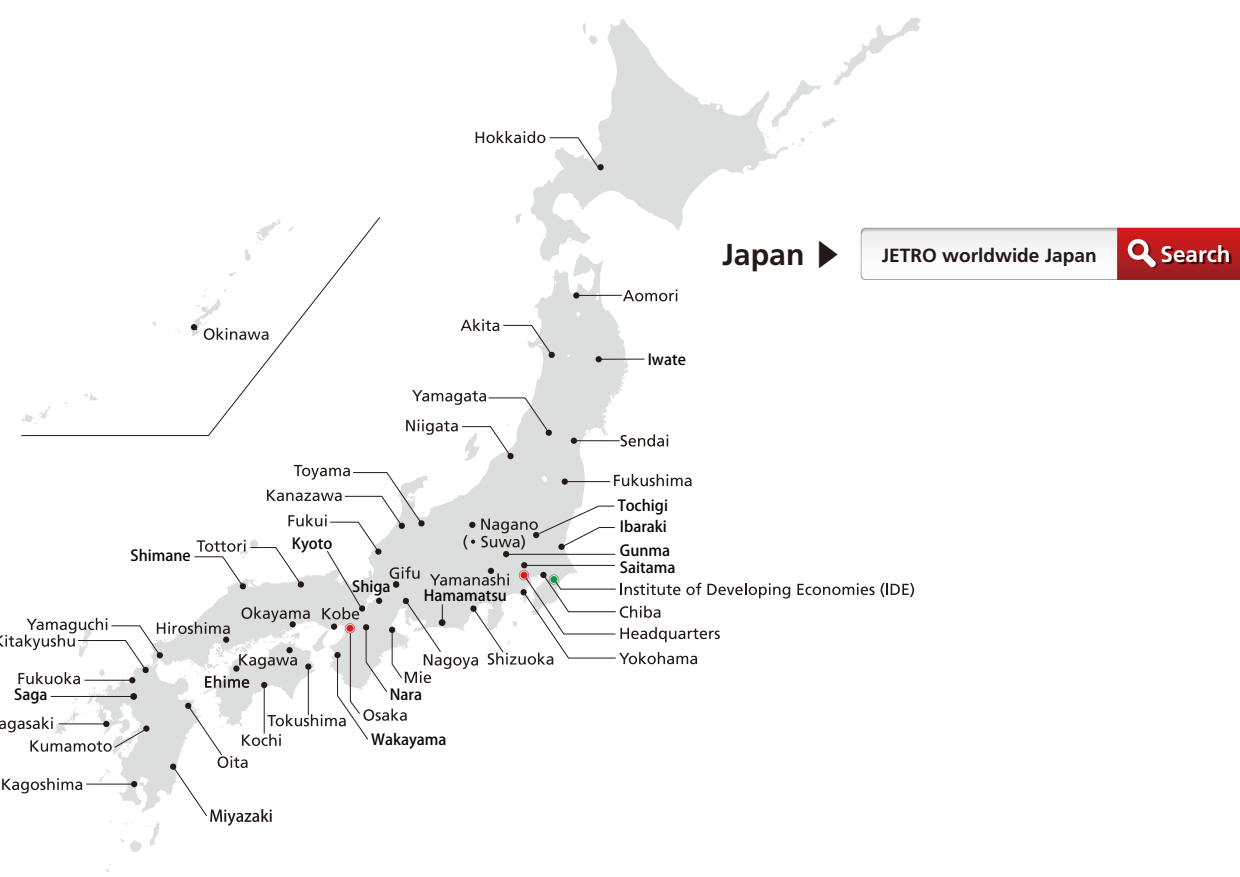 Hokkaido
Japan
JETRO worldwide Japan
Search
Okinawa
Aomori
Akita
Iwate
Yamagata
Niigata
Sendai
Toyama
Fukushima
Kanazawa
Tochigi
Fukui
Nagano
Ibaraki
(・Suwa)
Kyoto
Tottori
Shimane
Gunma
Saitama
Gifu
Yamanashi
Shiga
Hamamatsu
Institute of Developing Economies (IDE)
Chiba
Okayama
Kobe
Yamaguchi
Hiroshima
Headquarters
Kitakyushu
Kagawa
Nagoya
Shizuoka
Yokohama
Fukuoka
Ehime
Mie
Saga
Nara
Osaka
agasaki
Tokushima
Kumamoto
Kochi
Wakayama
Oita
Kagoshima
Miyazaki